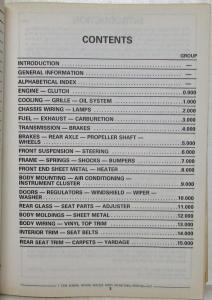 CONTENTS
GROUP
INTRODUCTION —
GENERAL INFORMATION —
ALPHABETICAL INDEX —
ENGINE – CLUTCH 0.000
COOLING – GRILLE – OIL SYSTEM 1.000
CHASSIS WIRING – LAMPS 2.000
FUEL – EXHAUST – CARBURETION 3.000
TRANSMISSION – BRAKES 4.000
BRAKES – REAR AXLE – PROPELLER SHAFT –
WHEELS 5.000
FRONT SUSPENSION – STEERING 6.000
FRAME – SPRINGS – SHOCKS – BUMPERS 7.000
FRONT END SHEET METAL – HEATER 8.000
BODY MOUNTING – AIR CONDITIONING –
INSTRUMENT CLUSTER 9.000
DOORS – REGULATORS – WINDSHIELD – WIPER –
WASHER 10.000
REAR GLASS – SEAT PARTS – ADJUSTER 11.000
BODY MOLDINGS – SHEET METAL 12.000
BODY WIRING – VINYL TOP TRIM 13.000
INTERIOR TRIM – SEAT BELTS 14.000
REAR SEAT TRIM – CARPETS – YARDAGE 15.000